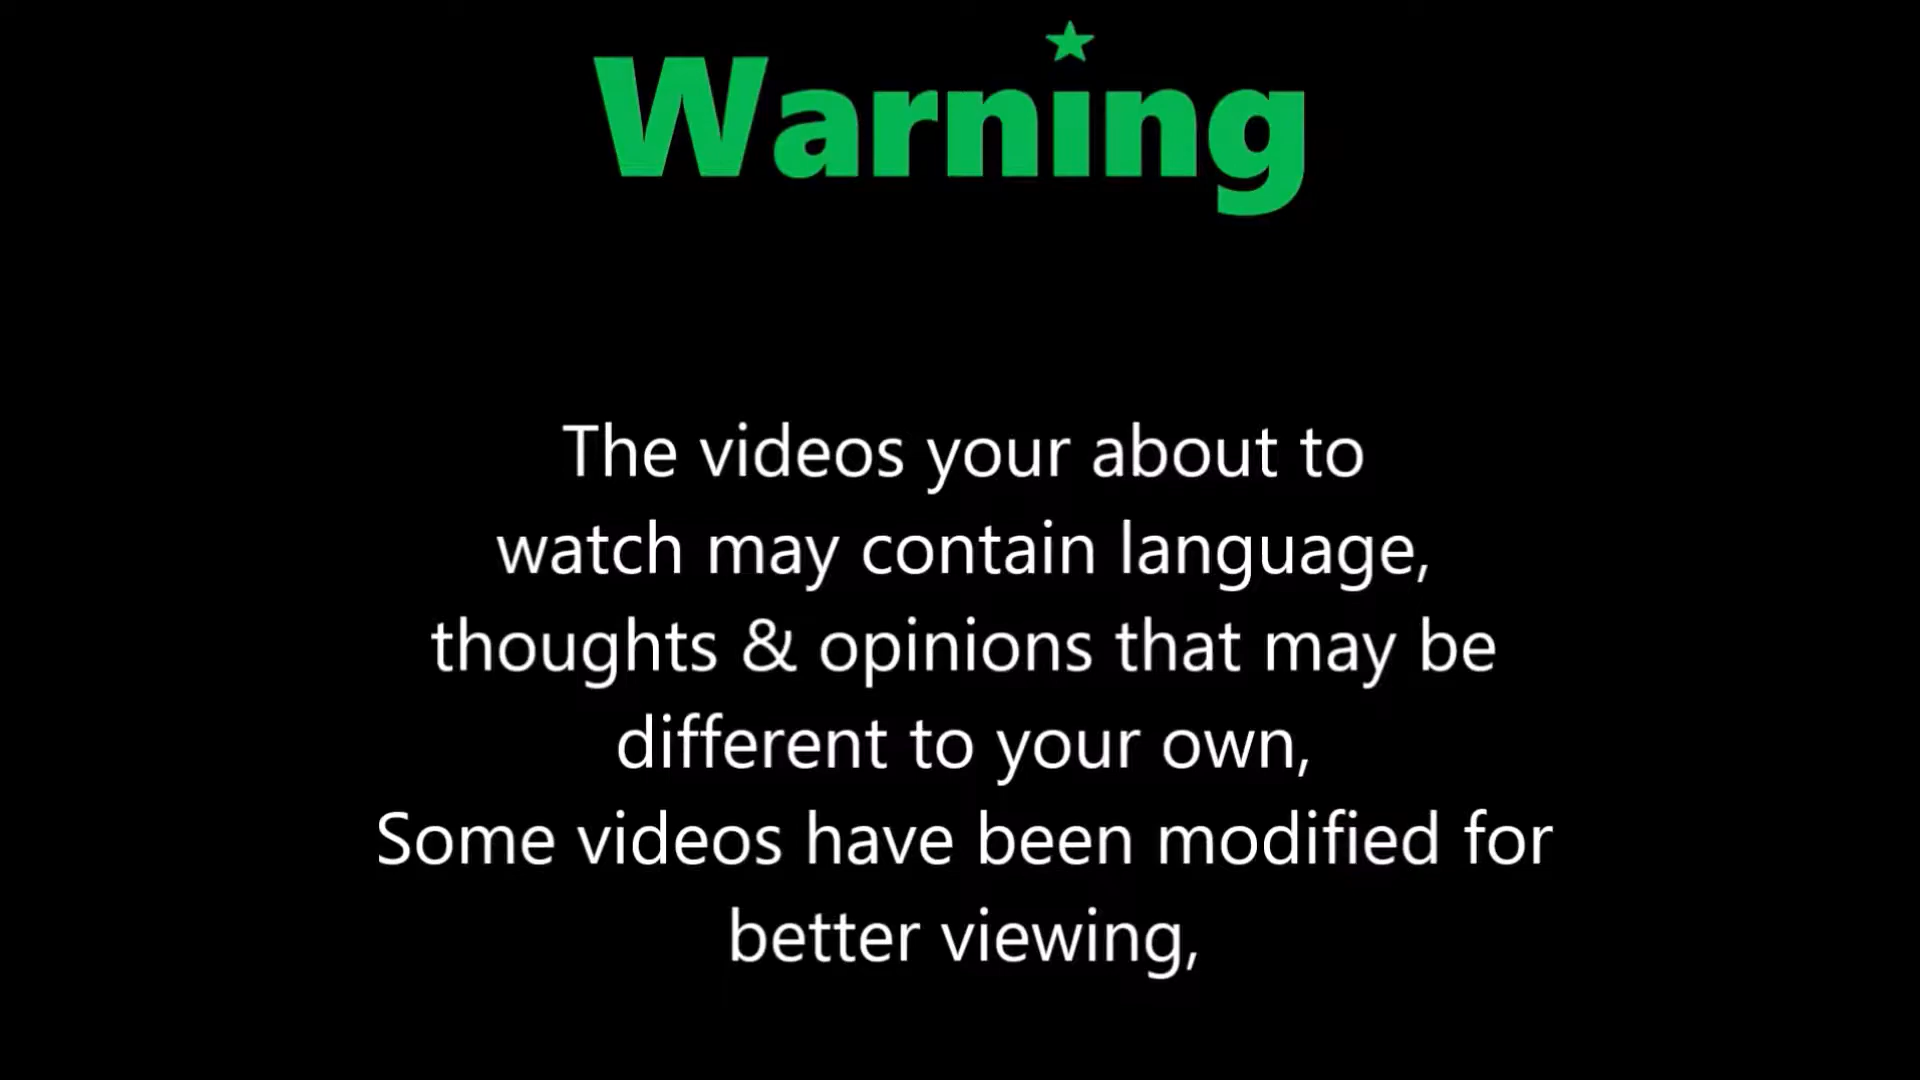 Warning
The videos your about to
watch may contain language,
thoughts & opinions that may be
different to your own,
Some videos have been modified for
better viewing,